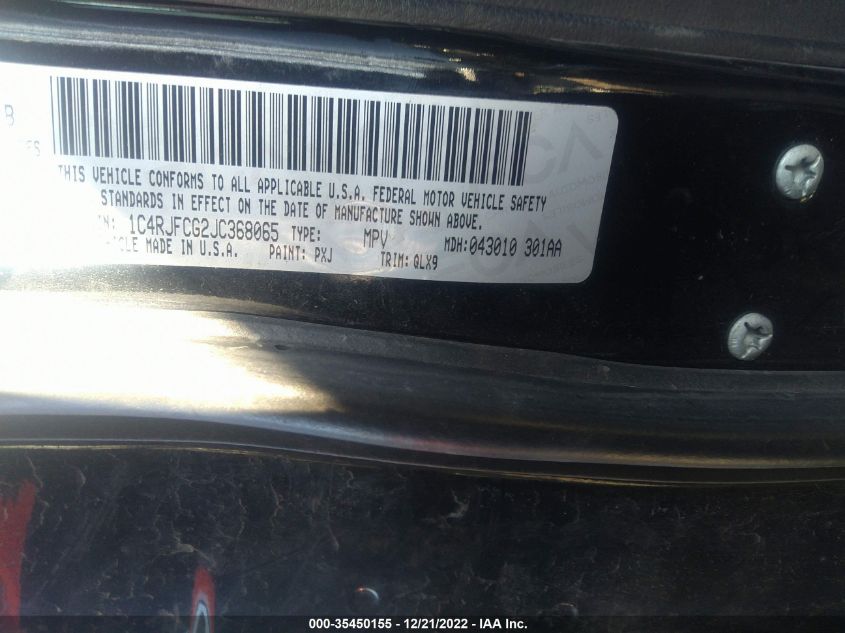 B
THIS VEHICLE CONFORMS TO ALL APPLICABLE U.S.A. FEDERAL MOTOR VEHICLE SAFETY
STANDARDS IN EFFECT ON THE DATE OF MANUFACTURE SHOWN ABOVE.
1C4RJFCG2JC368065 TYPE: MPV MDH:043010 301AA
MADE IN U.S.A. PAINT: PXJ TRIM: QLX9
000-35450155 - 12/21/2022 - IAA Inc.